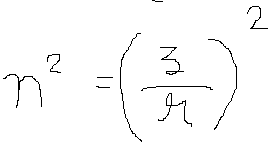 n² = (3/r)²